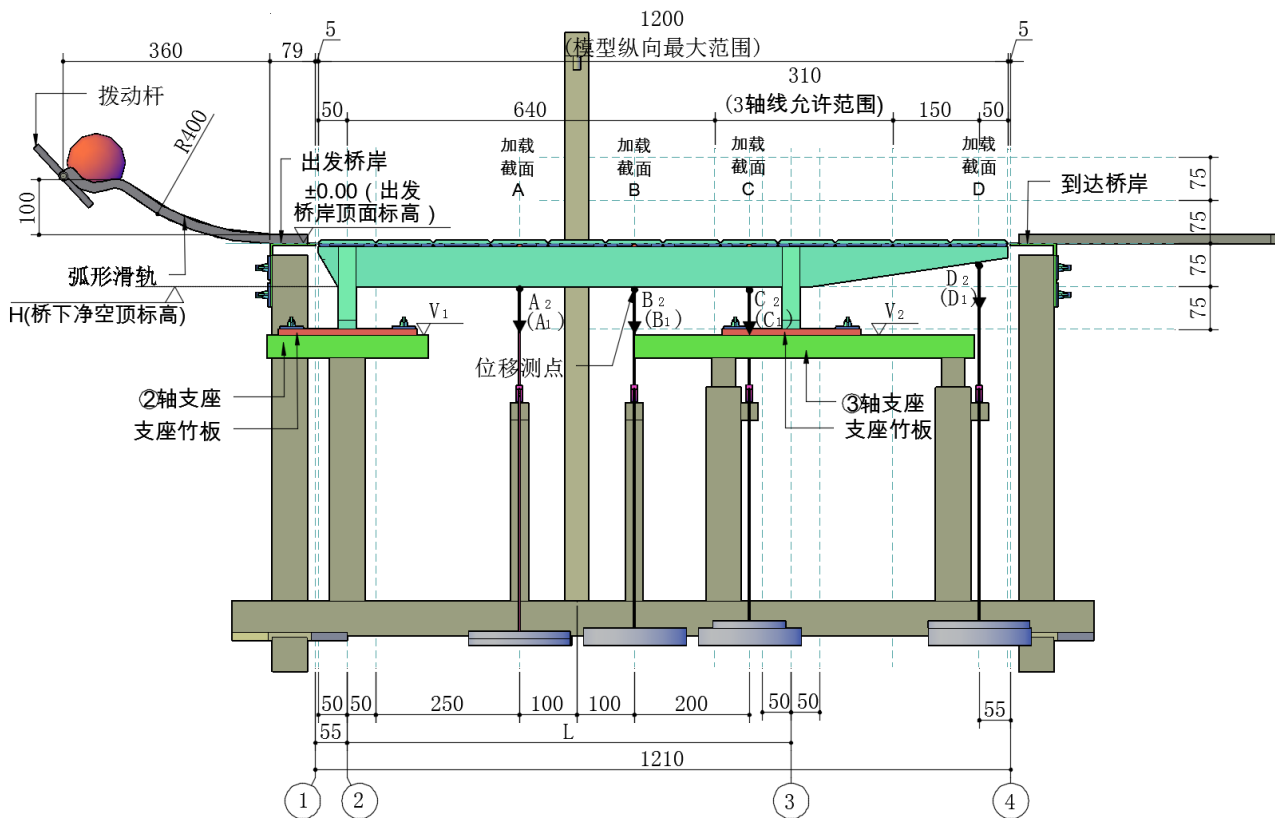 1200
5
5
(模型纵向最大范围)
360
79
310
50
640
(3轴线允许范围)
150
50
拨动杆
R400
加载
截面
A
加载
截面
B
加载
截面
C
加载
截面
D
出发桥岸
±0.00（出发
桥岸顶面标高）
到达桥岸
100
75
75
75
75
弧形滑轨
H(桥下净空顶标高)
A2
(A1)
B2
(B1)
C2
(C1)
D2
(D1)
V1
V2
位移测点
②轴支座
支座竹板
③轴支座
支座竹板
50
50
250
100
100
200
50
50
55
55
L
1210
1
2
3
4